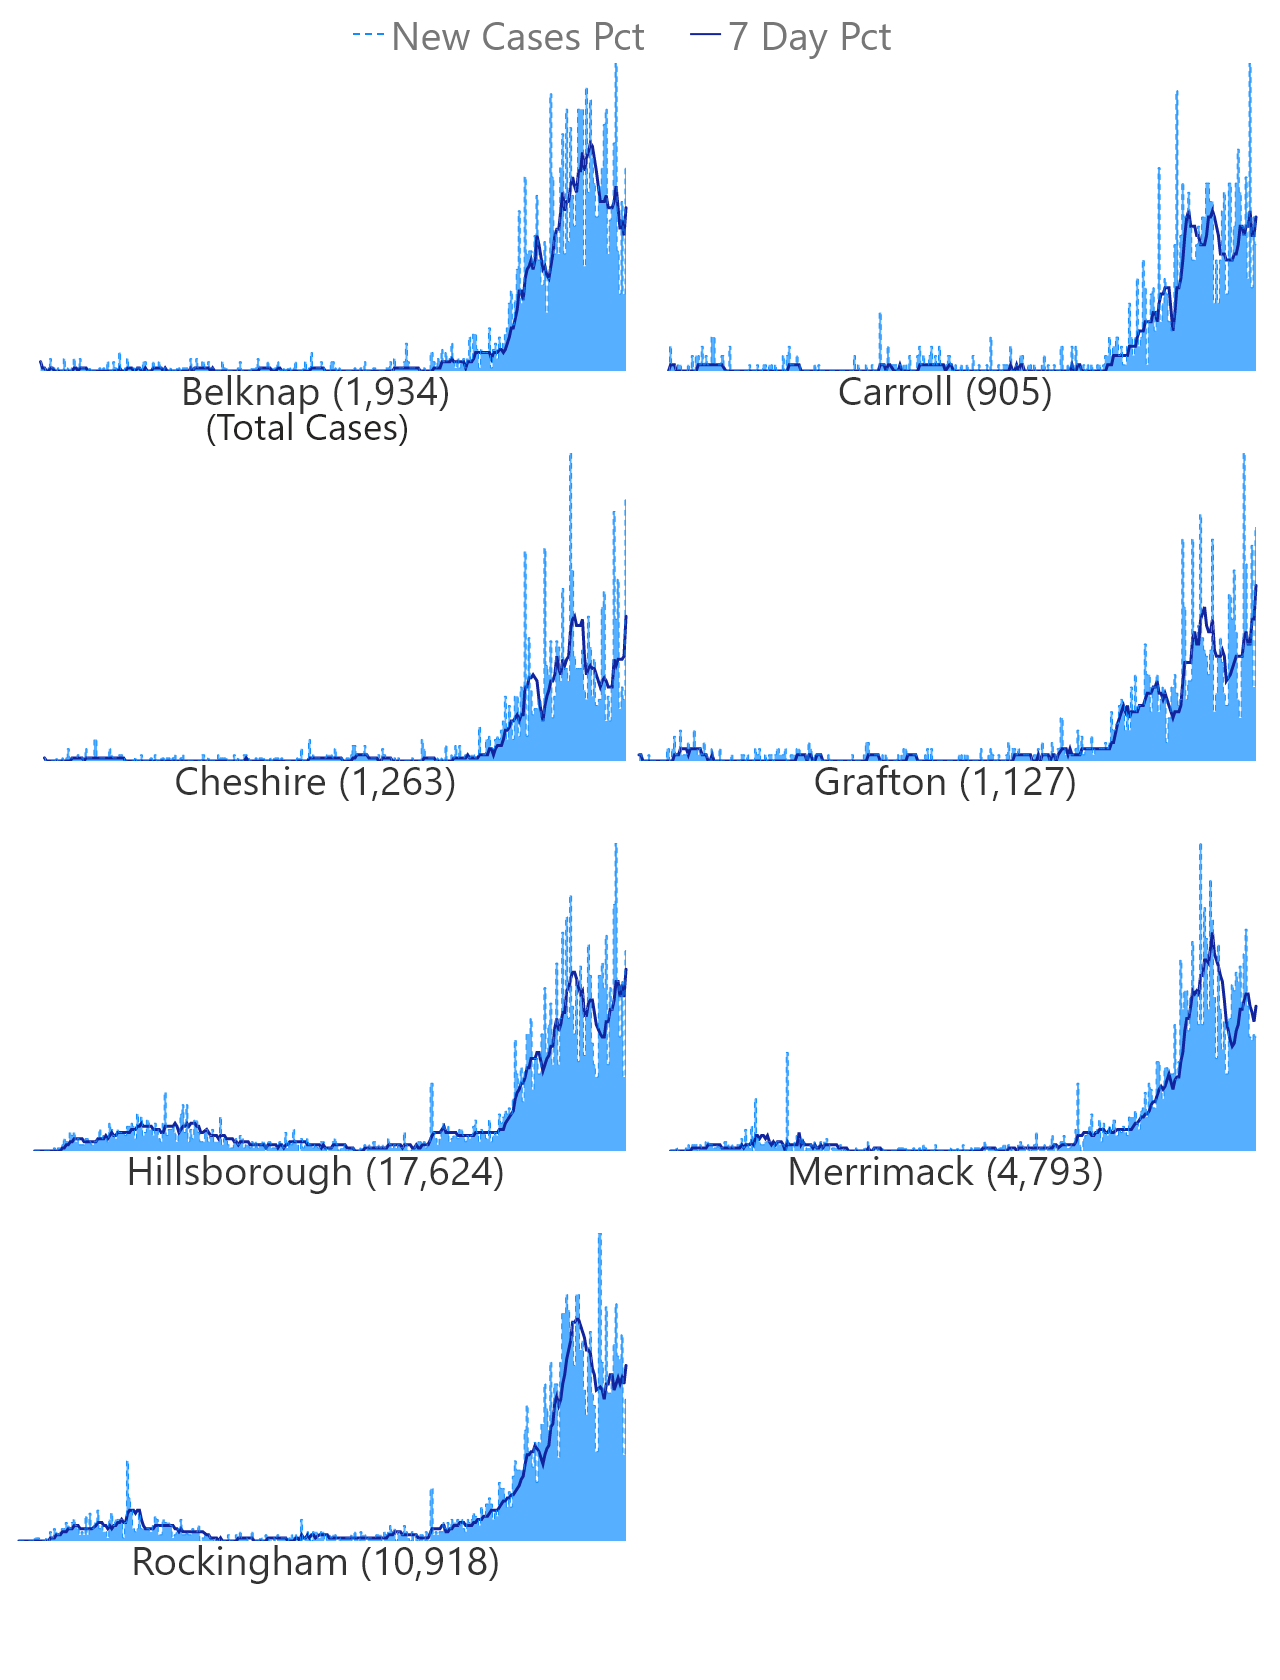 New Cases Pct 7 Day Pct
Belknap (1,934)
(Total Cases)
Carroll (905)
Cheshire (1,263)
Grafton (1,127)
Hillsborough (17,624)
Merrimack (4,793)
Rockingham (10,918)